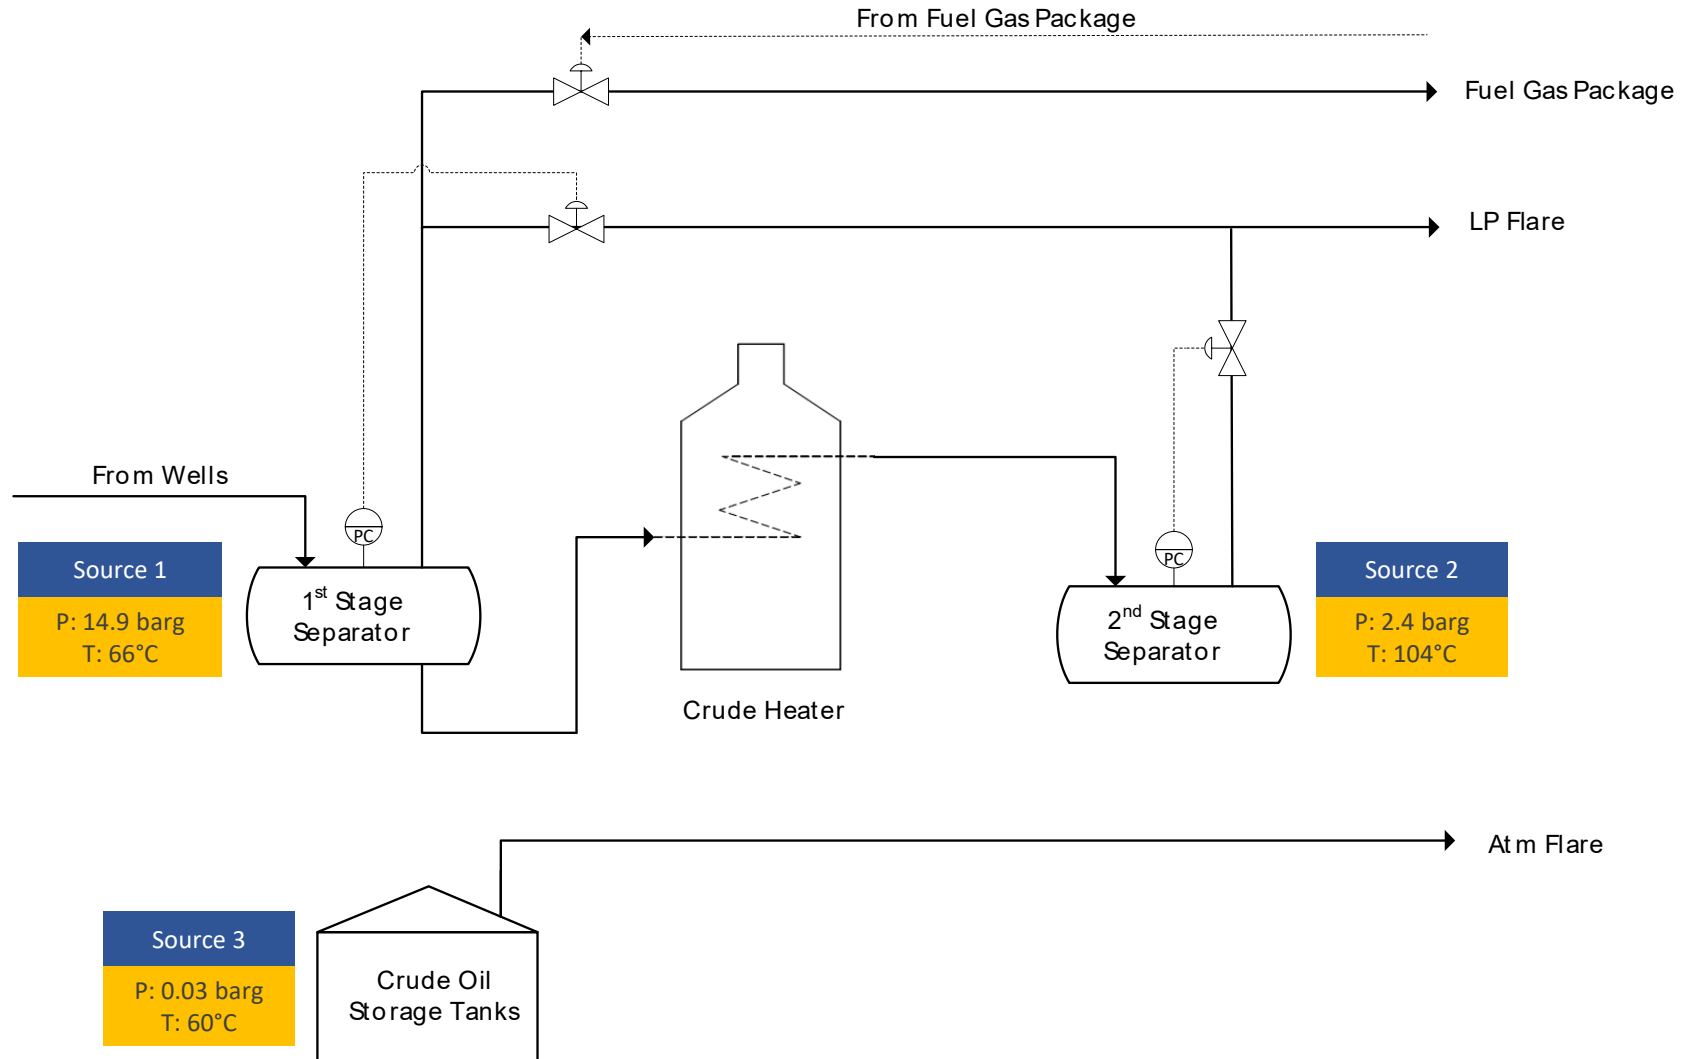 From Fuel Gas Package
Fuel Gas Package
LP Flare
From Wells
PC
Source 1
P: 14.9 barg
T: 66°C
1st Stage
Separator
Crude Heater
PC
2nd Stage
Separator
Source 2
P: 2.4 barg
T: 104°C
Atm Flare
Source 3
P: 0.03 barg
T: 60°C
Crude Oil
Storage Tanks